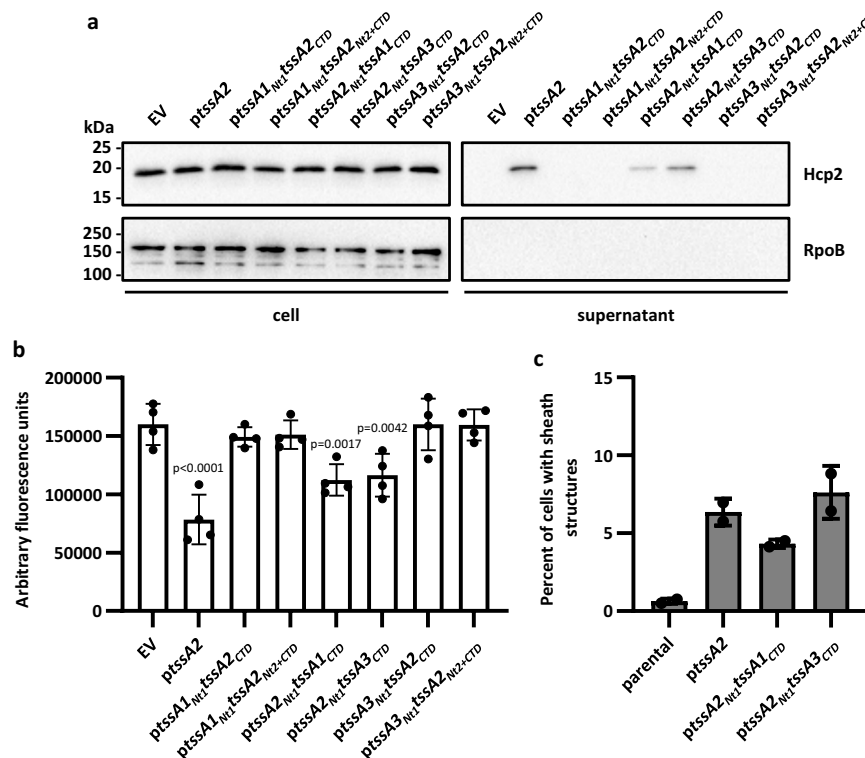 a
EV
ptssA2
ptssA1Nt1tssA2CTD
ptssA1Nt1tssA2Nt2+CTD
ptssA2Nt1tssA1CTD
ptssA2Nt1tssA3CTD
ptssA3Nt1tssA2CTD
ptssA3Nt1tssA2Nt2+CTD
EV
ptssA2
ptssA1Nt1tssA2CTD
ptssA1Nt1tssA2Nt2+CTD
ptssA2Nt1tssA1CTD
ptssA2Nt1tssA3CTD
ptssA3Nt1tssA2CTD
ptssA3Nt1tssA2Nt2+CTD
kDa
25 -
20 -
15 -
Hcp2
250 -
150 -
100 -
RpoB
cell
supernatant
b
Arbitrary fluorescence units
200000
150000
100000
50000
0
p<0.0001
p=0.0017
p=0.0042
EV
ptssA2
ptssA1Nt1tssA2CTD
ptssA1Nt1tssA2Nt2+CTD
ptssA2Nt1tssA1CTD
ptssA2Nt1tssA3CTD
ptssA3Nt1tssA2CTD
ptssA3Nt1tssA2Nt2+CTD
c
Percent of cells with sheath
structures
15
10
5
0
parental
ptssA2
ptssA2Nt1tssA1CTD
ptssA2Nt1tssA3CTD